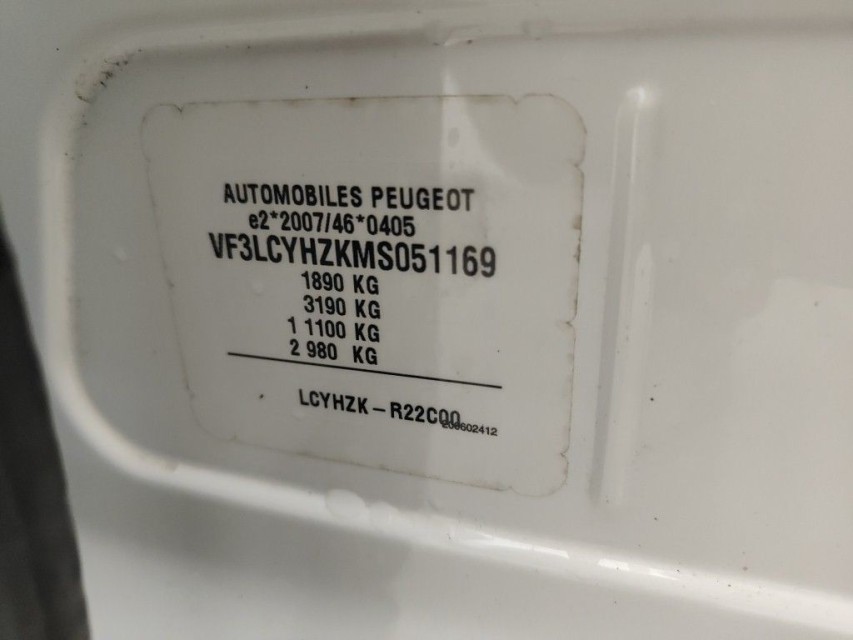 AUTOMOBILES PEUGEOT
e2*2007/46*0405
VF3LCYHZKMS051169
1890 KG
3190 KG
1 1100 KG
2 980 KG
LCYHZK-R22C00